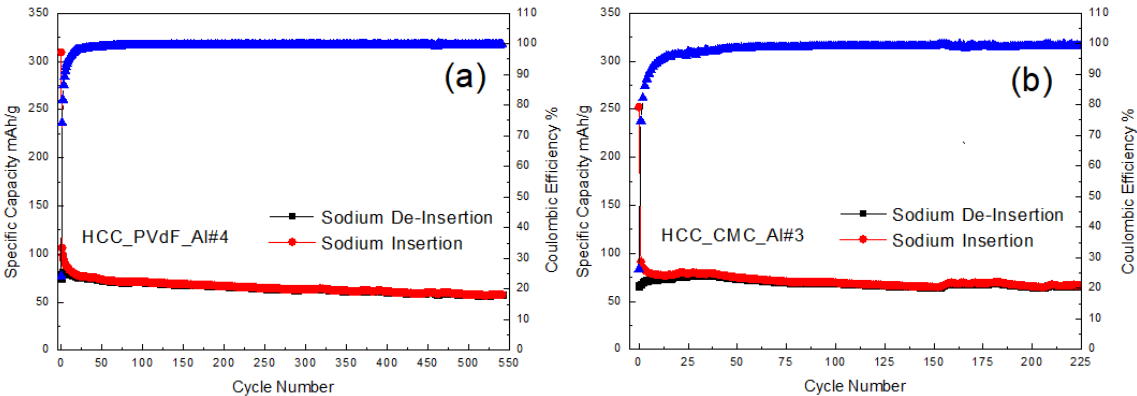 350
300
250
200
150
100
50
0
Specific Capacity mAh/g
110
100
90
80
70
60
50
40
30
20
10
0
Coulombic Efficiency %
(a)
Sodium De-Insertion
Sodium Insertion
HCC_PVdF_Al#4
0 50 100 150 200 250 300 350 400 450 500 550
Cycle Number
350
300
250
200
150
100
50
0
Specific Capacity mAh/g
110
100
90
80
70
60
50
40
30
20
10
0
Coulombic Efficiency %
(b)
Sodium De-Insertion
Sodium Insertion
HCC_CMC_Al#3
0 25 50 75 100 125 150 175 200 225
Cycle Number